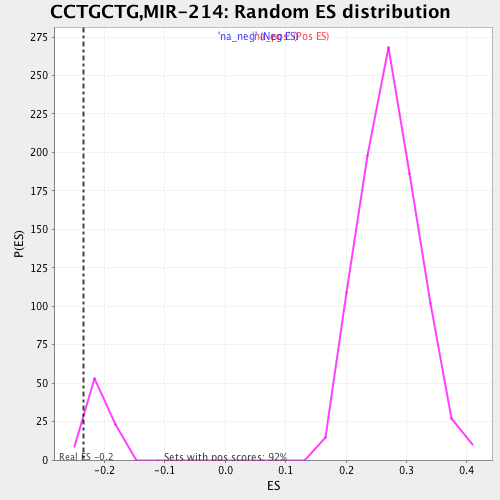 CCTGCTG,MIR-214: Random ES distribution
'na_neg' (Neg ES)
(Pos ES)
275
250
225
200
175
150
125
100
75
50
25
0
P(ES)
Real ES -0.2
Sets with pos scores: 92%
-0.2 -0.1 0.0 0.1 0.2 0.3 0.4
ES